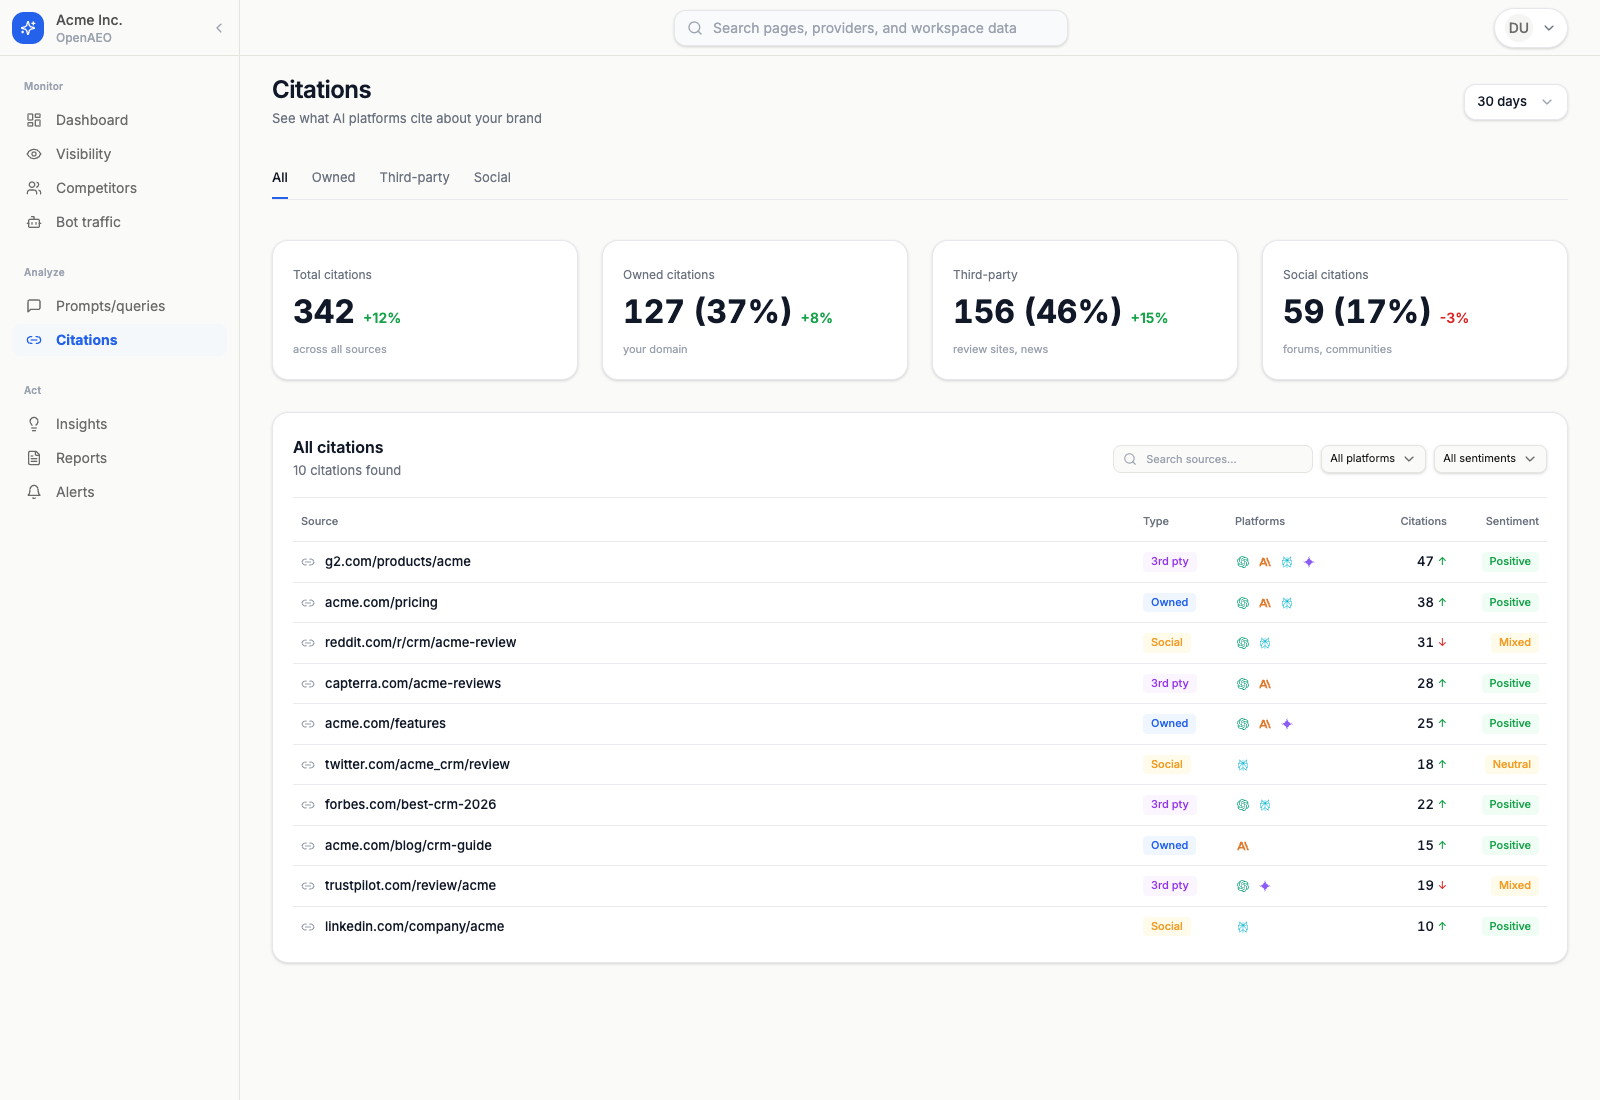 Acme Inc.
OpenAEO
Search pages, providers, and workspace data
DU
Monitor
Dashboard
Visibility
Competitors
Bot traffic
Analyze
Prompts/queries
Citations
Act
Insights
Reports
Alerts
Citations
See what AI platforms cite about your brand
30 days
All Owned Third-party Social
Total citations
342 +12%
across all sources
Owned citations
127 (37%) +8%
your domain
Third-party
156 (46%) +15%
review sites, news
Social citations
59 (17%) -3%
forums, communities
All citations
10 citations found
Search sources...
All platforms
All sentiments
Source Type Platforms Citations Sentiment
g2.com/products/acme 3rd pty 47 ↑ Positive
acme.com/pricing Owned 38 ↑ Positive
reddit.com/r/crm/acme-review Social 31 ↓ Mixed
capterra.com/acme-reviews 3rd pty 28 ↑ Positive
acme.com/features Owned 25 ↑ Positive
twitter.com/acme_crm/review Social 18 ↑ Neutral
forbes.com/best-crm-2026 3rd pty 22 ↑ Positive
acme.com/blog/crm-guide Owned 15 ↑ Positive
trustpilot.com/review/acme 3rd pty 19 ↓ Mixed
linkedin.com/company/acme Social 10 ↑ Positive